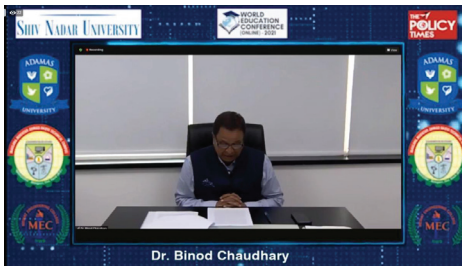 SHIV NADAR UNIVERSITY
WORLD
EDUCATION
CONFERENCE
(ONLINE) - 2021
THE
POLICY
TIMES
Recording
ADAMAS
UNIVERSITY
ADAMAS
UNIVERSITY
MEC
MEC
Dr. Binod Chaudhary